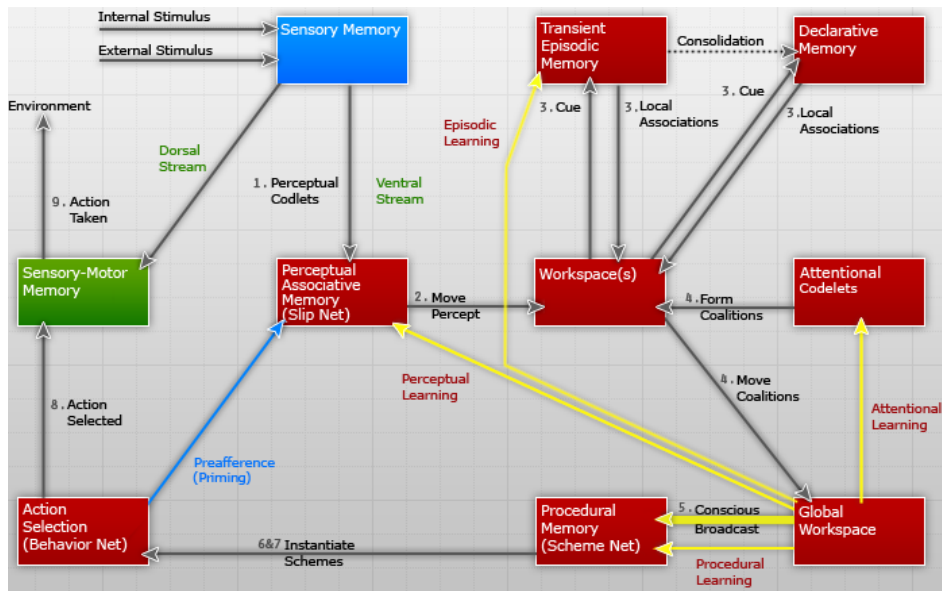 Internal Stimulus
External Stimulus
Sensory Memory
Transient
Episodic
Memory
Consolidation
Declarative
Memory
Environment
3. Cue
3. Local
Associations
3. Cue
3. Local
Associations
Episodic
Learning
Dorsal
Stream
1. Perceptual
Codlets
Ventral
Stream
9. Action
Taken
Sensory-Motor
Memory
Perceptual
Associative
Memory
(Slip Net)
2. Move
Percept
Workspace(s)
4. Form
Coalitions
Attentional
Codelets
8. Action
Selected
Perceptual
Learning
4. Move
Coalitions
Attentional
Learning
Preafference
(Priming)
Action
Selection
(Behavior Net)
6&7 Instantiate
Schemes
Procedural
Memory
(Scheme Net)
5. Conscious
Broadcast
Global
Workspace
Procedural
Learning